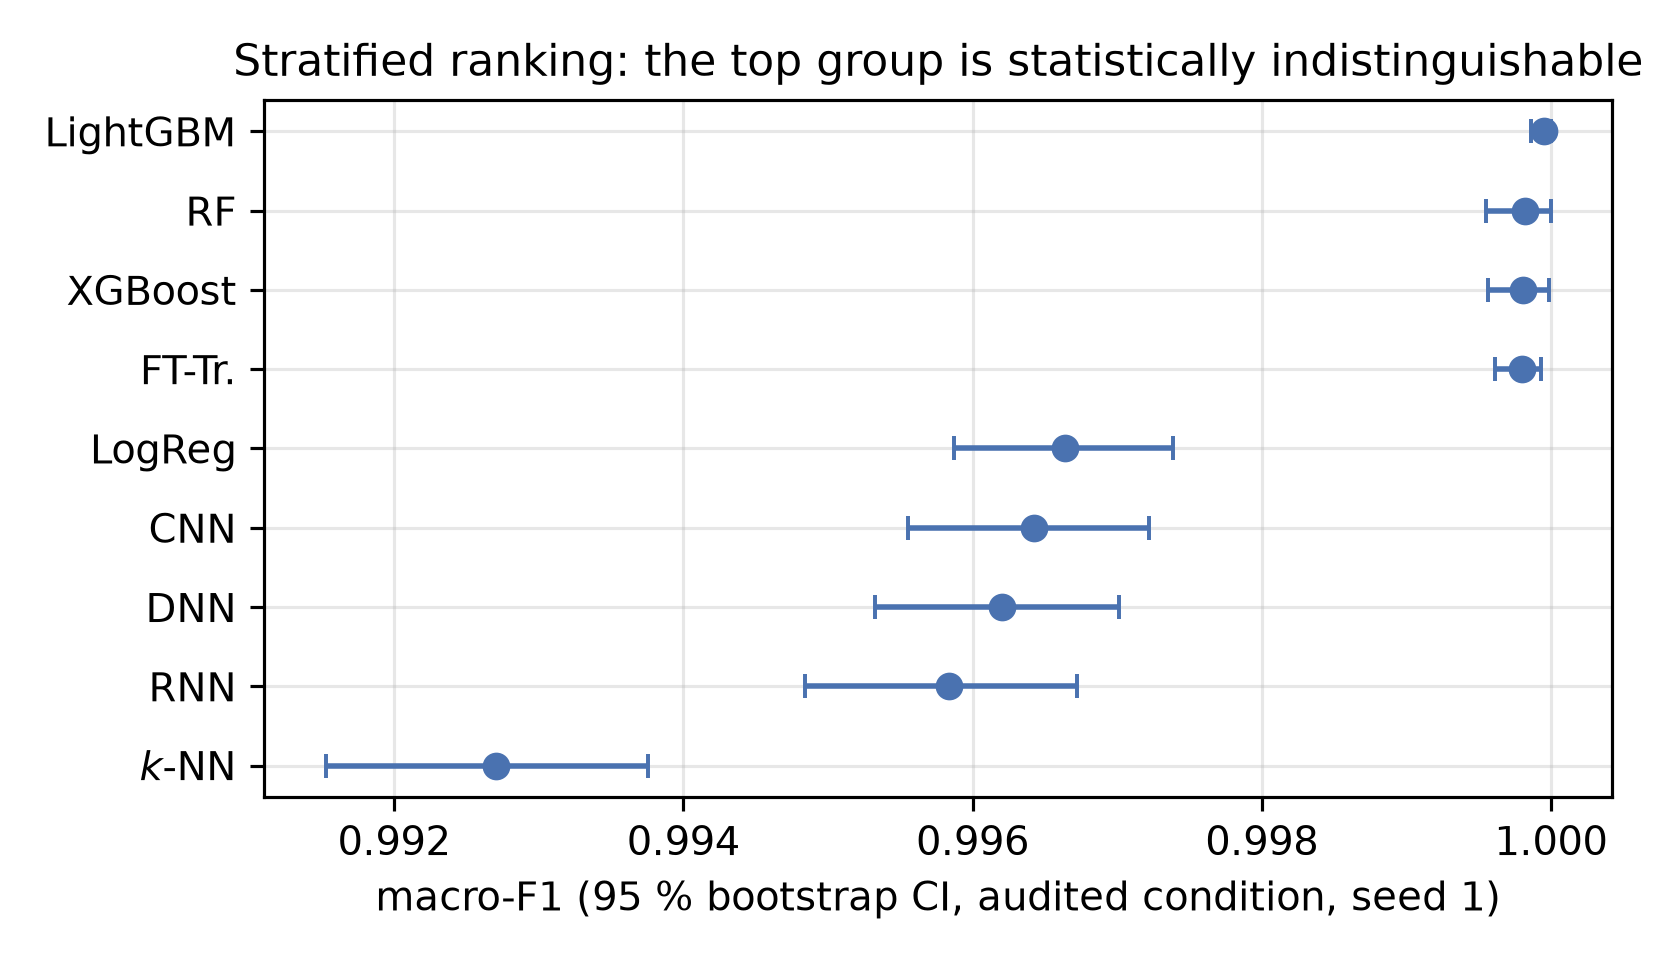 Stratified ranking: the top group is statistically indistinguishable
LightGBM
RF
XGBoost
FT-Tr.
LogReg
CNN
DNN
RNN
k-NN
0.992 0.994 0.996 0.998 1.000
macro-F1 (95 % bootstrap CI, audited condition, seed 1)